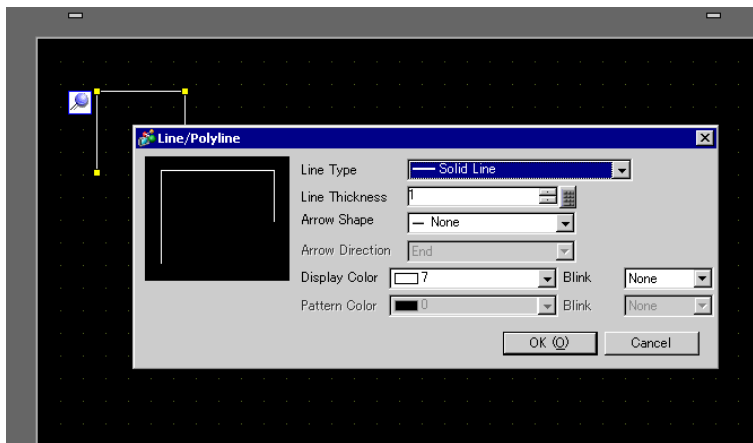 Line/Polyline
Line Type Solid Line
Line Thickness 1
Arrow Shape None
Arrow Direction End
Display Color 7 Blink None
Pattern Color 0 Blink None
OK (O) Cancel